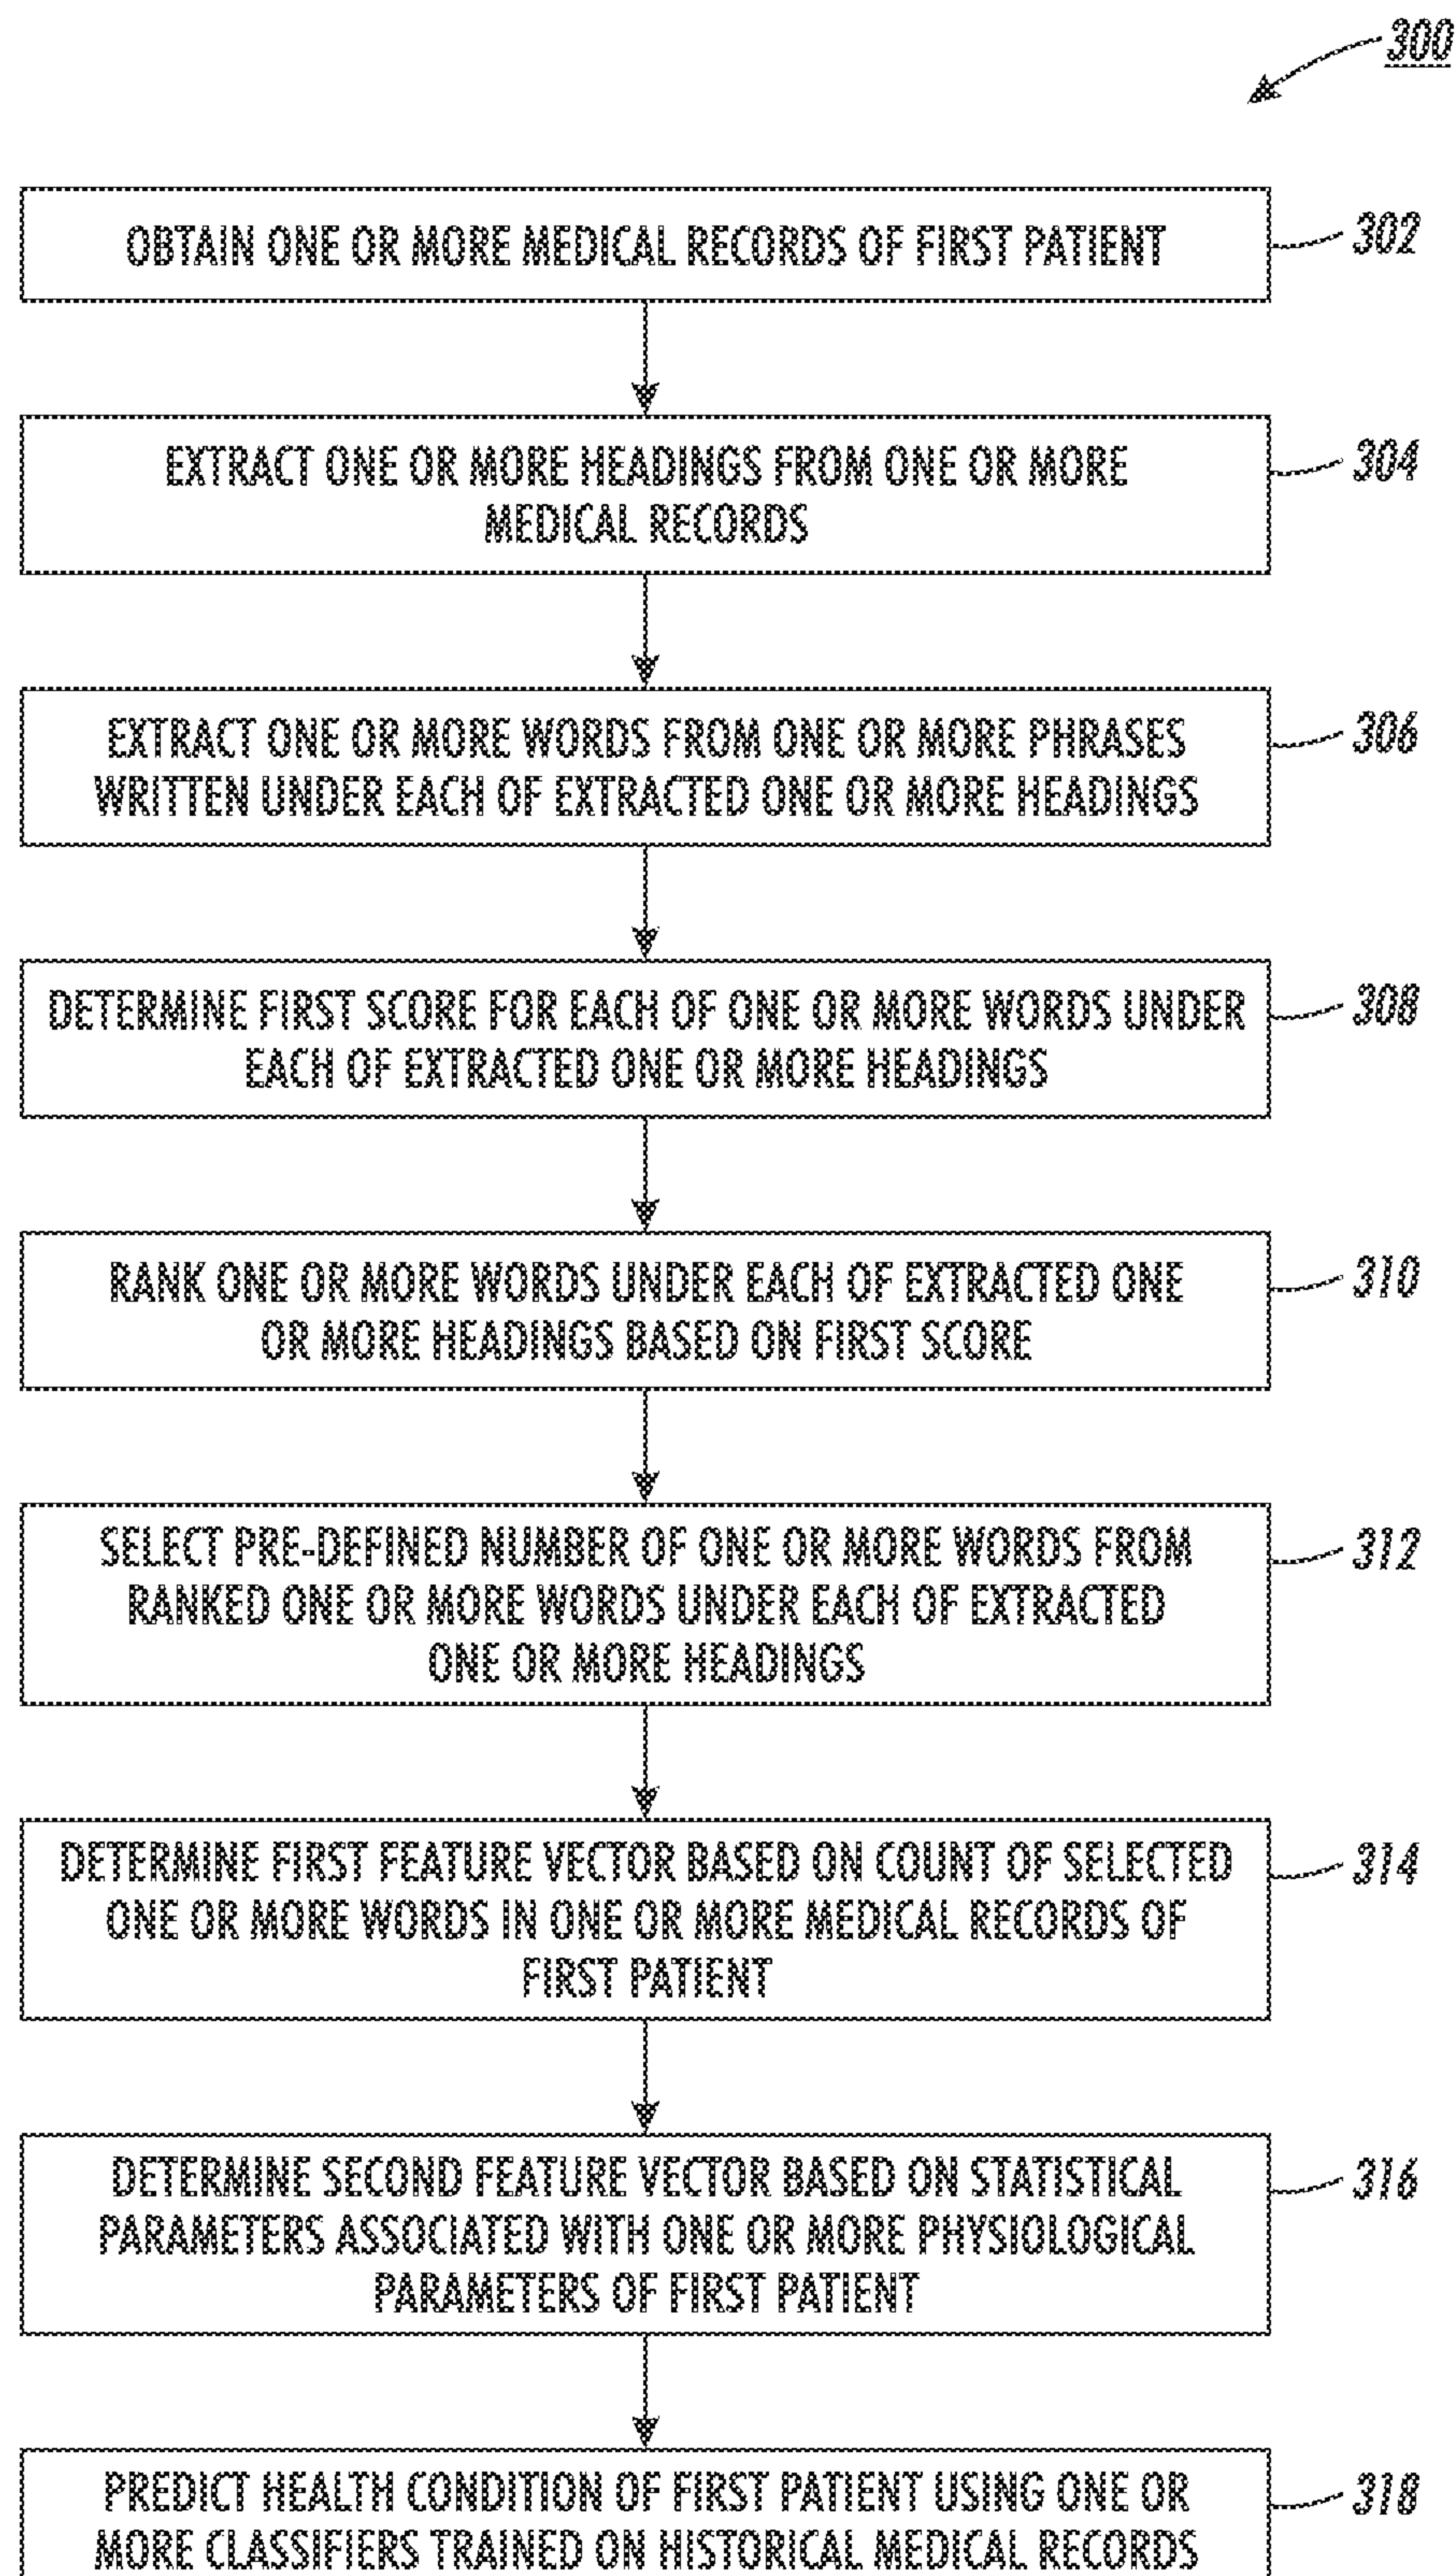 300
OBTAIN ONE OR MORE MEDICAL RECORDS OF FIRST PATIENT
302
EXTRACT ONE OR MORE HEADINGS FROM ONE OR MORE
MEDICAL RECORDS
304
EXTRACT ONE OR MORE WORDS FROM ONE OR MORE PHRASES
WRITTEN UNDER EACH OF EXTRACTED ONE OR MORE HEADINGS
306
DETERMINE FIRST SCORE FOR EACH OF ONE OR MORE WORDS UNDER
EACH OF EXTRACTED ONE OR MORE HEADINGS
308
RANK ONE OR MORE WORDS UNDER EACH OF EXTRACTED ONE
OR MORE HEADINGS BASED ON FIRST SCORE
310
SELECT PRE-DEFINED NUMBER OF ONE OR MORE WORDS FROM
RANKED ONE OR MORE WORDS UNDER EACH OF EXTRACTED
ONE OR MORE HEADINGS
312
DETERMINE FIRST FEATURE VECTOR BASED ON COUNT OF SELECTED
ONE OR MORE WORDS IN ONE OR MORE MEDICAL RECORDS OF
FIRST PATIENT
314
DETERMINE SECOND FEATURE VECTOR BASED ON STATISTICAL
PARAMETERS ASSOCIATED WITH ONE OR MORE PHYSIOLOGICAL
PARAMETERS OF FIRST PATIENT
316
PREDICT HEALTH CONDITION OF FIRST PATIENT USING ONE OR
MORE CLASSIFIERS TRAINED ON HISTORICAL MEDICAL RECORDS
318